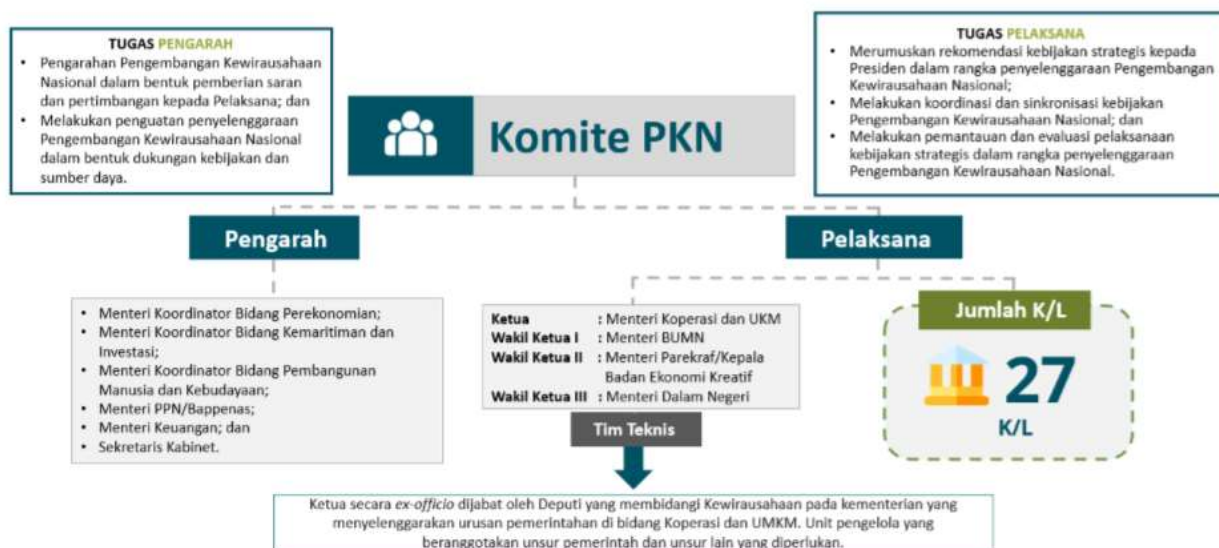 TUGAS PENGARAH
• Pengarahan Pengembangan Kewirausahaan
Nasional dalam bentuk pemberian saran
dan pertimbangan kepada Pelaksana; dan
• Melakukan penguatan penyelenggaraan
Pengembangan Kewirausahaan Nasional
dalam bentuk dukungan kebijakan dan
sumber daya.
Komite PKN
TUGAS PELAKSANA
• Merumuskan rekomendasi kebijakan strategis kepada
Presiden dalam rangka penyelenggaraan Pengembangan
Kewirausahaan Nasional;
• Melakukan koordinasi dan sinkronisasi kebijakan
Pengembangan Kewirausahaan Nasional; dan
• Melakukan pemantauan dan evaluasi pelaksanaan
kebijakan strategis dalam rangka penyelenggaraan
Pengembangan Kewirausahaan Nasional.
Pengarah
• Menteri Koordinator Bidang Perekonomian;
• Menteri Koordinator Bidang Kemaritiman dan
Investasi;
• Menteri Koordinator Bidang Pembangunan
Manusia dan Kebudayaan;
• Menteri PPN/Bappenas;
• Menteri Keuangan; dan
• Sekretaris Kabinet.
Pelaksana
Ketua : Menteri Koperasi dan UKM
Wakil Ketua I : Menteri BUMN
Wakil Ketua II : Menteri Parekraf/Kepala
Badan Ekonomi Kreatif
Wakil Ketua III : Menteri Dalam Negeri
Tim Teknis
Jumlah K/L
27
K/L
Ketua secara ex-officio dijabat oleh Deputi yang membidangi Kewirausahaan pada kementerian yang
menyelenggarakan urusan pemerintahan di bidang Koperasi dan UMKM. Unit pengelola yang
beranggotakan unsur pemerintah dan unsur lain yang diperlukan.